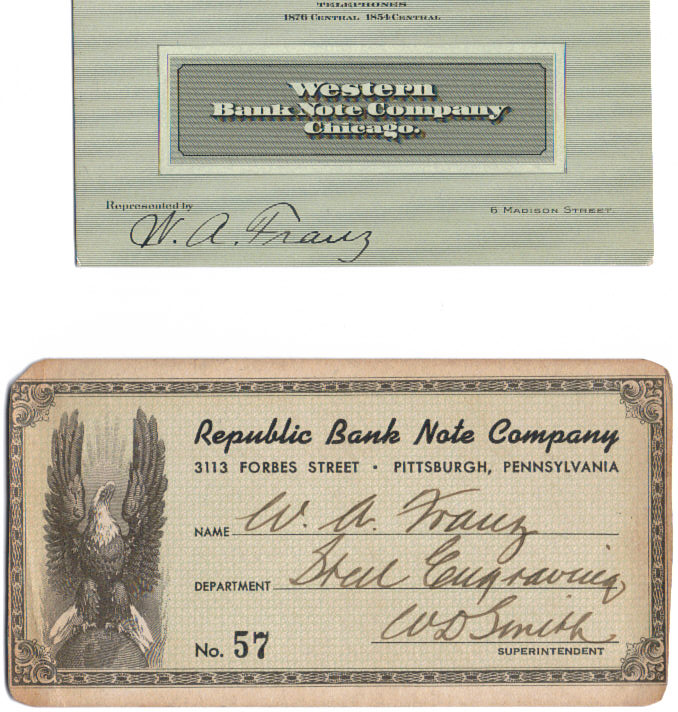 TELEPHONES
1876 CENTRAL 1854 CENTRAL
Western
Bank Note Company
Chicago.
Represented by
6 MADISON STREET.
W. A. Franz
Republic Bank Note Company
3113 FORBES STREET • PITTSBURGH, PENNSYLVANIA
NAME W. A. Franz
DEPARTMENT Steel Engraving
WD Smith
No. 57
SUPERINTENDENT